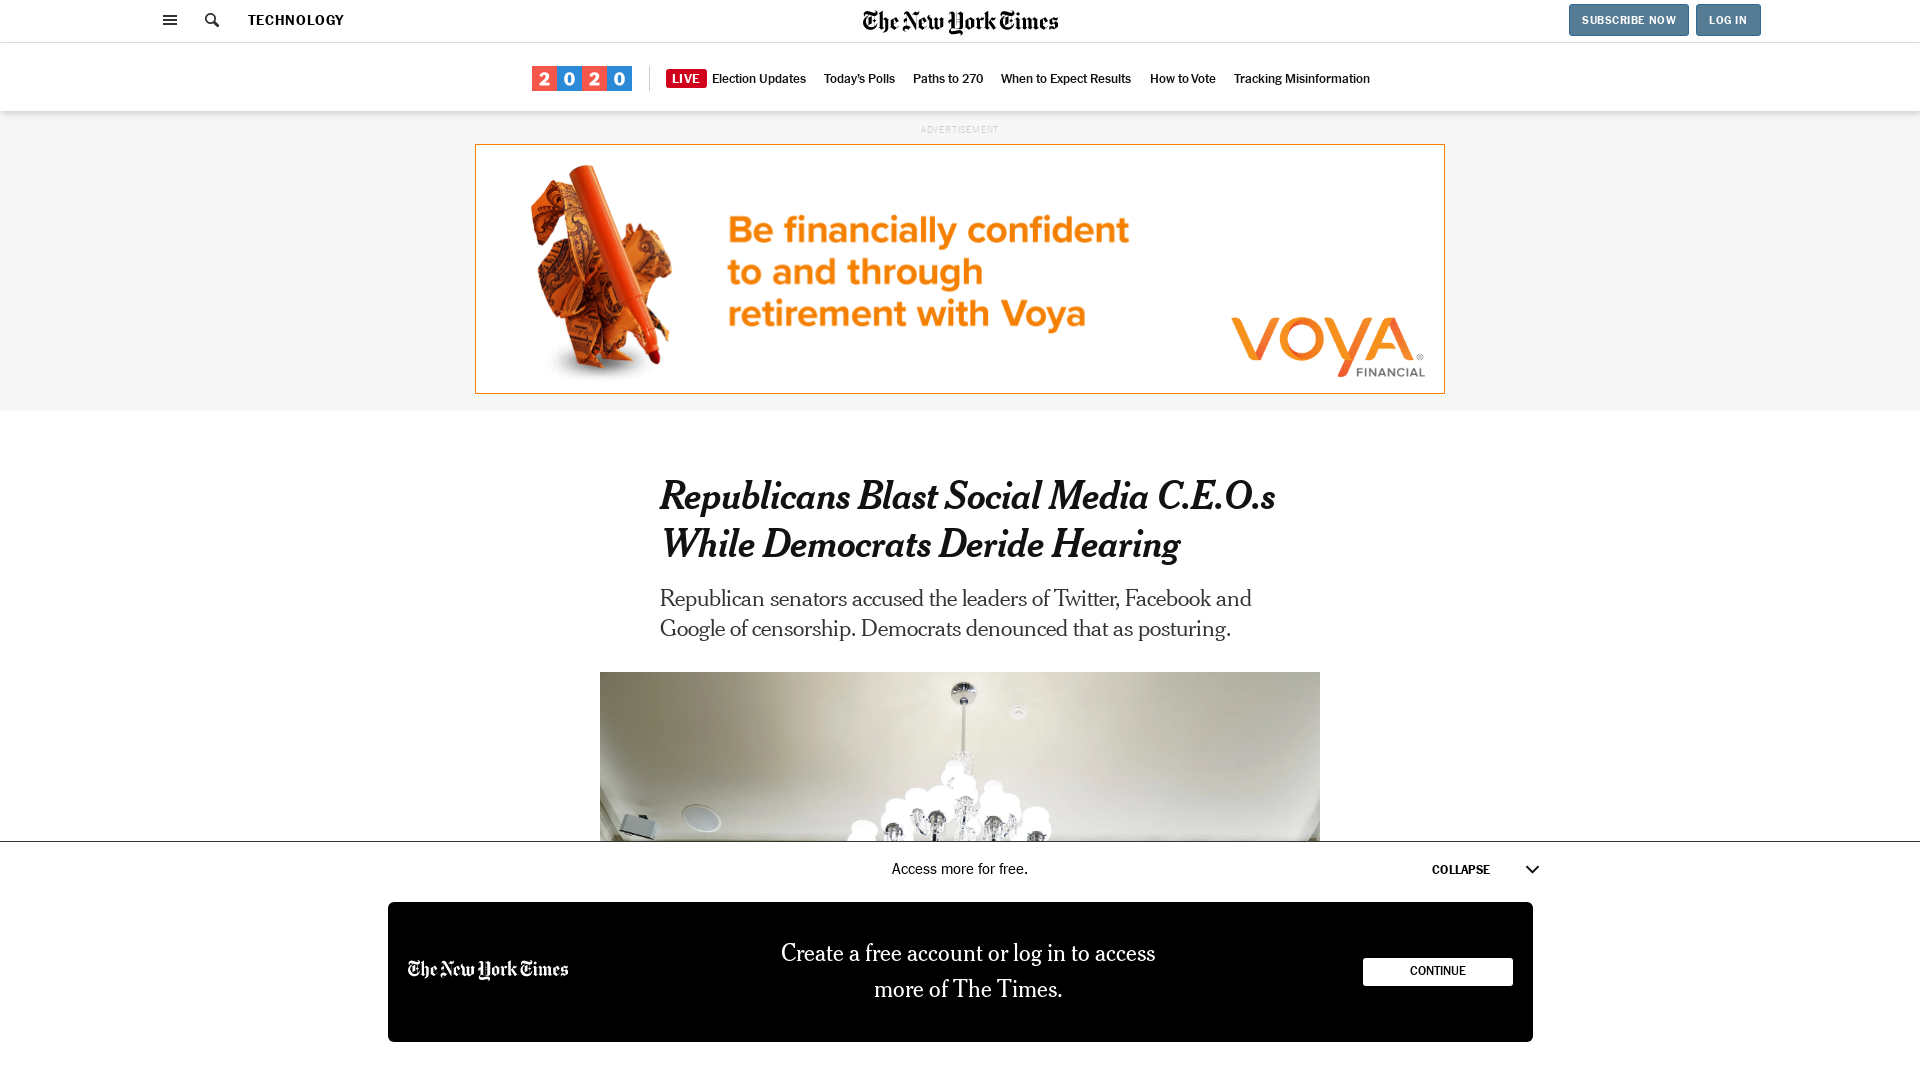 TECHNOLOGY
The New York Times
SUBSCRIBE NOW
LOG IN
2020
LIVE Election Updates
Today's Polls
Paths to 270
When to Expect Results
How to Vote
Tracking Misinformation
ADVERTISEMENT
Be financially confident
to and through
retirement with Voya
VOYA®
FINANCIAL
Republicans Blast Social Media C.E.O.s
While Democrats Deride Hearing
Republican senators accused the leaders of Twitter, Facebook and
Google of censorship. Democrats denounced that as posturing.
Access more for free.
COLLAPSE
The New York Times
Create a free account or log in to access
more of The Times.
CONTINUE